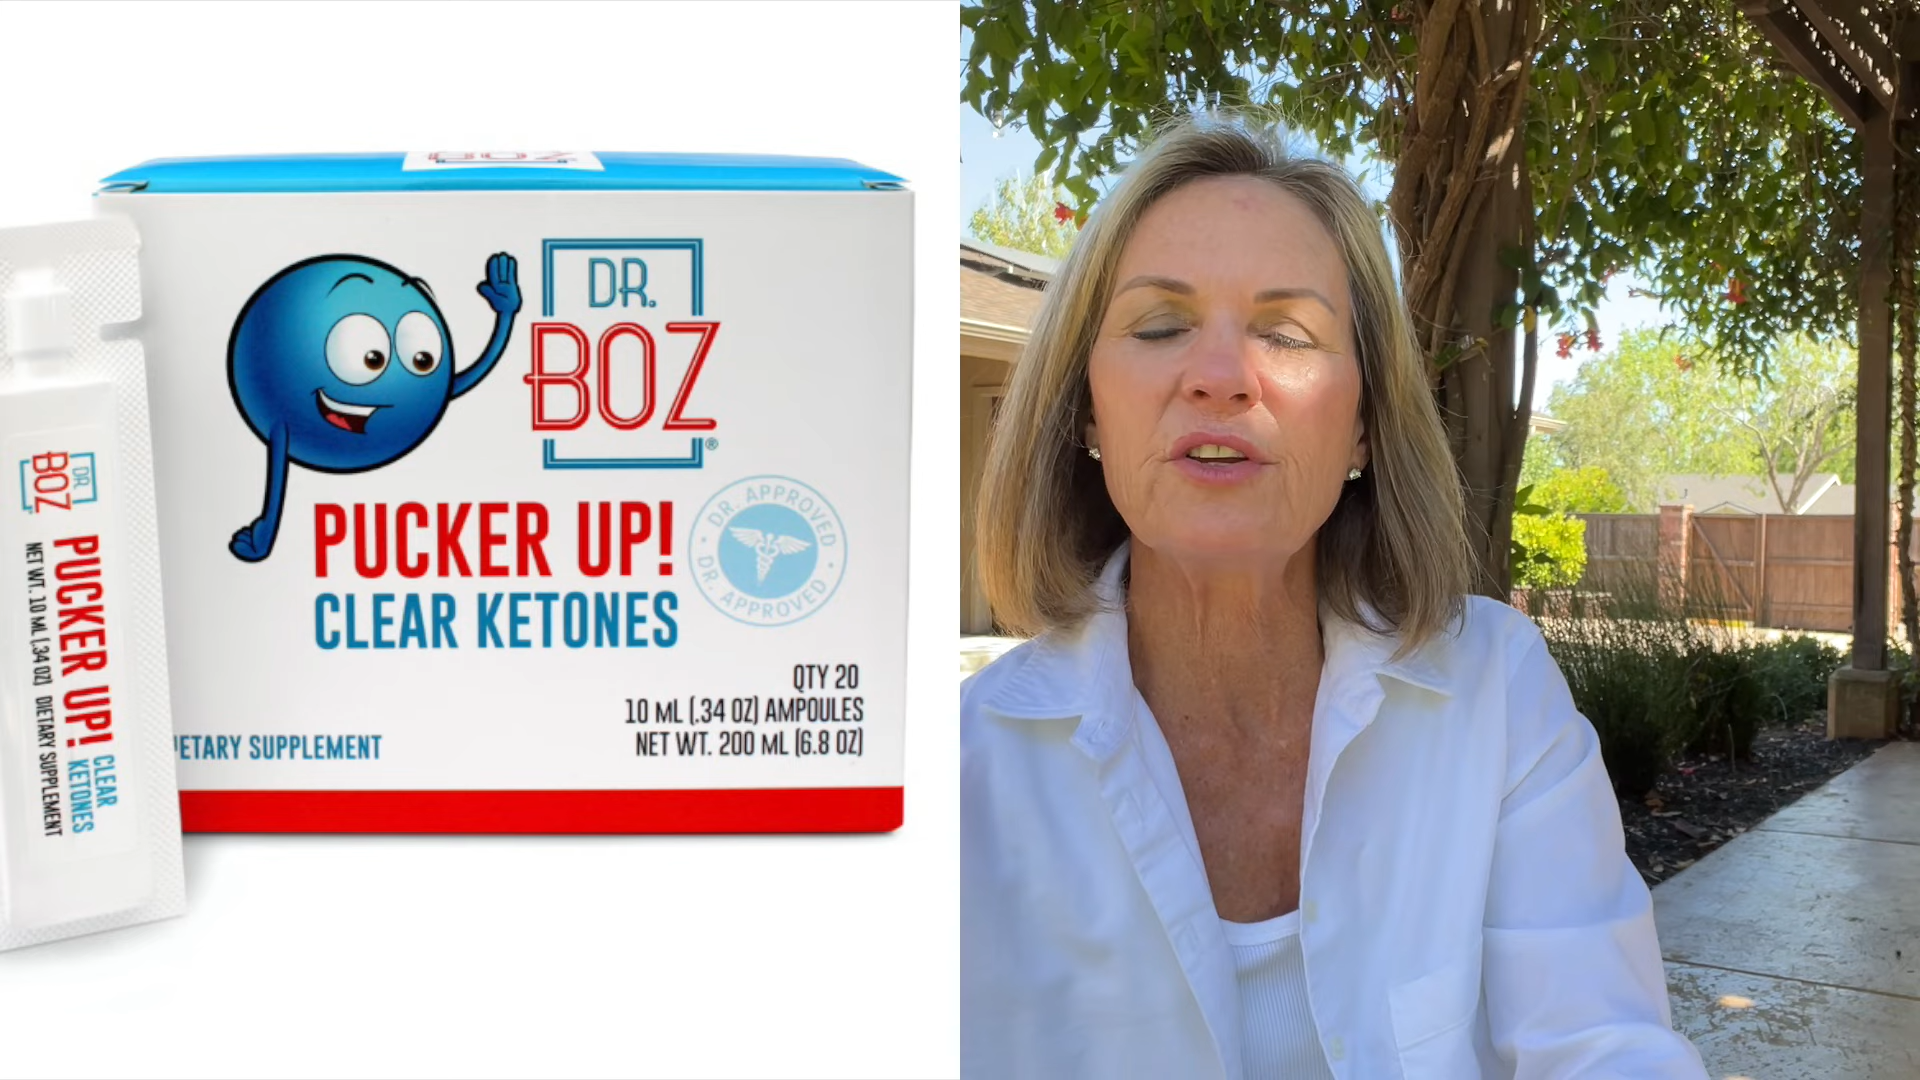 DR.
BOZ®
PUCKER UP!
CLEAR KETONES
DR. APPROVED · DR. APPROVED ·
QTY 20
10 ML (.34 OZ) AMPOULES
NET WT. 200 ML (6.8 OZ)
ETARY SUPPLEMENT
DR.
BOZ
PUCKER UP! CLEAR
KETONES
NET WT. 10 ML (.34 OZ) DIETARY SUPPLEMENT